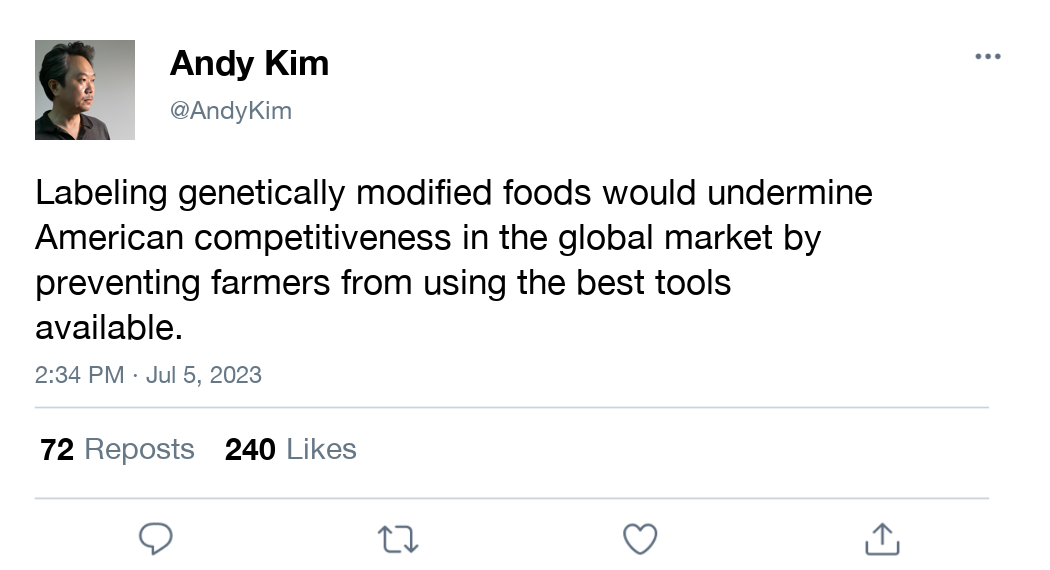 Andy Kim
@AndyKim
Labeling genetically modified foods would undermine
American competitiveness in the global market by
preventing farmers from using the best tools
available.
2:34 PM · Jul 5, 2023
72 Reposts 240 Likes